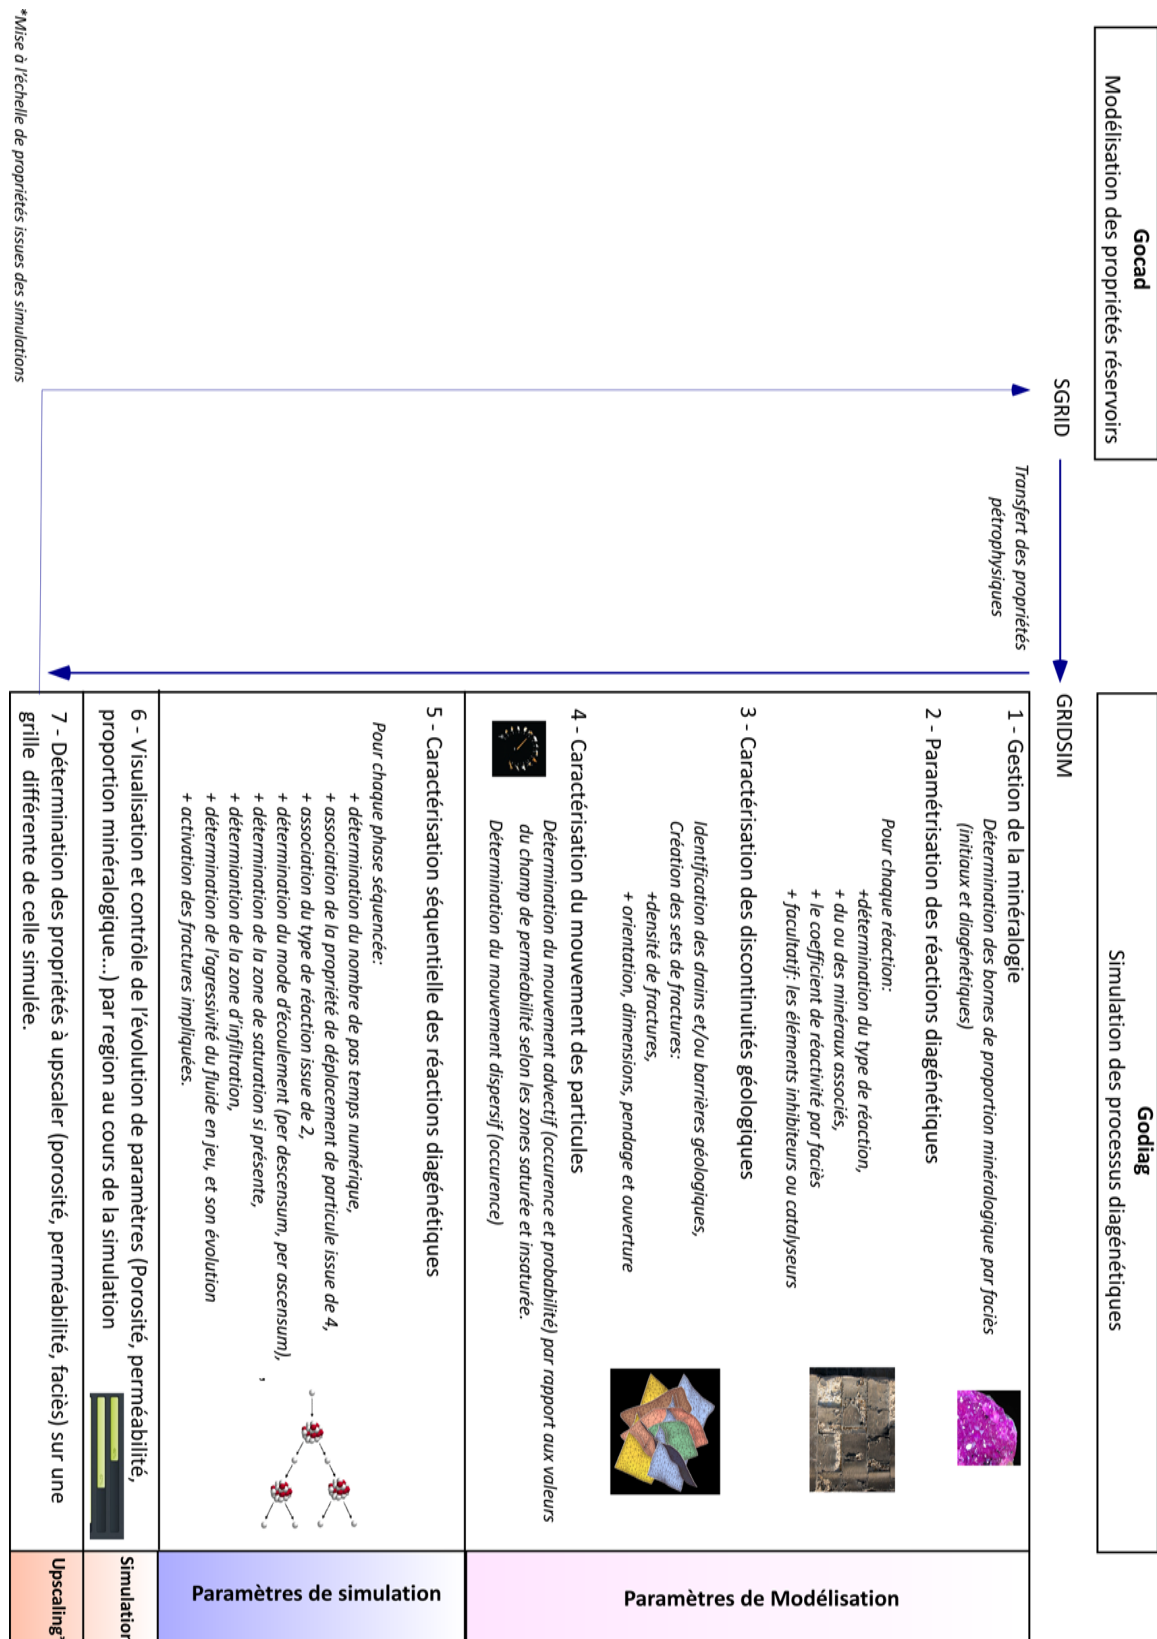 Gocad
Modélisation des propriétés réservoirs
Godiag
Simulation des processus diagénétiques
SGRID
GRIDSIM
Transfert des propriétés
pétrophysiques
1 - Gestion de la minéralogie
Détermination des bornes de proportion minéralogique par faciès
(initiaux et diagénétiques)
2 - Paramétrisation des réactions diagénétiques
Pour chaque réaction:
+détermination du type de réaction,
+ du ou des minéraux associés,
+ le coefficient de réactivité par faciès
+ facultatif: les éléments inhibiteurs ou catalyseurs
3 - Caractérisation des discontinuités géologiques
Identification des drains et/ou barrières géologiques,
Création des sets de fractures:
+densité de fractures,
+ orientation, dimensions, pendage et ouverture
4 - Caractérisation du mouvement des particules
Détermination du mouvement advectif (occurence et probabilité) par rapport aux valeurs
du champ de perméabilité selon les zones saturée et insaturée.
Détermination du mouvement dispersif (occurence)
Paramètres de Modélisation
5 - Caractérisation séquentielle des réactions diagénétiques
Pour chaque phase séquencée:
+ détermination du nombre de pas temps numérique,
+ association de la propriété de déplacement de particule issue de 4,
+ association du type de réaction issue de 2,
+ détermination du mode d'écoulement (per descensum, per ascensum), ,
+ détermination de la zone de saturation si présente,
+ détermiantion de la zone d'infiltration,
+ détermination de l'agressivité du fluide en jeu, et son évolution
+ activation des fractures impliquées.
Paramètres de simulation
6 - Visualisation et contrôle de l'évolution de paramètres (Porosité, perméabilité,
proportion minéralogique...) par region au cours de la simulation
Simulation
7 - Détermination des propriétés à upscaler (porosité, perméabilité, faciès) sur une
grille différente de celle simulée.
Upscaling*
*Mise à l'échelle de propriétés issues des simulations